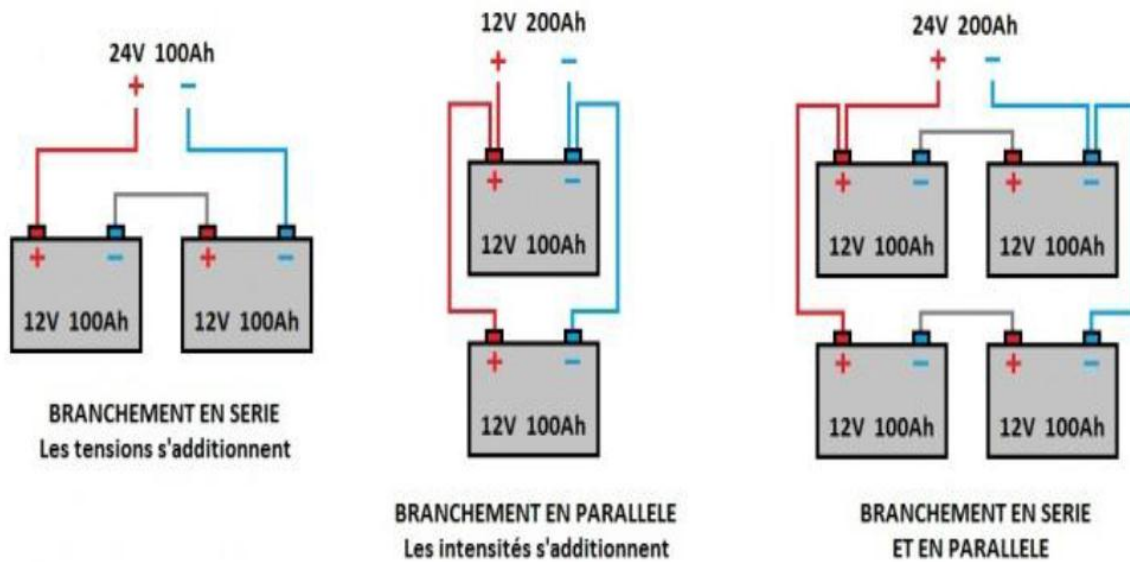 24V 100Ah
+ −
+ − + −
12V 100Ah 12V 100Ah
BRANCHEMENT EN SERIE
Les tensions s'additionnent
12V 200Ah
+ −
+ −
12V 100Ah
+ −
12V 100Ah
BRANCHEMENT EN PARALLELE
Les intensités s'additionnent
24V 200Ah
+ −
+ − + −
12V 100Ah 12V 100Ah
+ − + −
12V 100Ah 12V 100Ah
BRANCHEMENT EN SERIE
ET EN PARALLELE